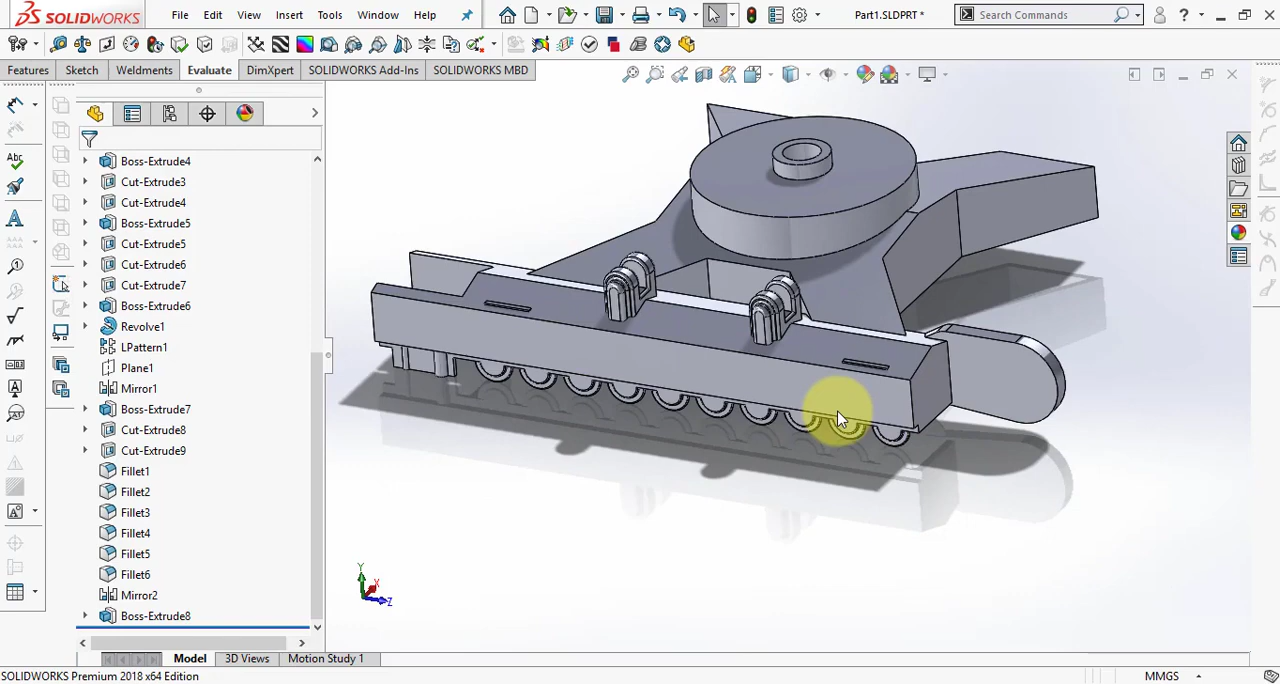 DS SOLIDWORKS File Edit View Insert Tools Window Help Part1.SLDPRT * Search Commands ?
Features Sketch Weldments Evaluate DimXpert SOLIDWORKS Add-Ins SOLIDWORKS MBD
Boss-Extrude4
Cut-Extrude3
Cut-Extrude4
Boss-Extrude5
Cut-Extrude5
Cut-Extrude6
Cut-Extrude7
Boss-Extrude6
Revolve1
LPattern1
Plane1
Mirror1
Boss-Extrude7
Cut-Extrude8
Cut-Extrude9
Fillet1
Fillet2
Fillet3
Fillet4
Fillet5
Fillet6
Mirror2
Boss-Extrude8
Abc
A
Y
X
Z
Model 3D Views Motion Study 1
SOLIDWORKS Premium 2018 x64 Edition MMGS